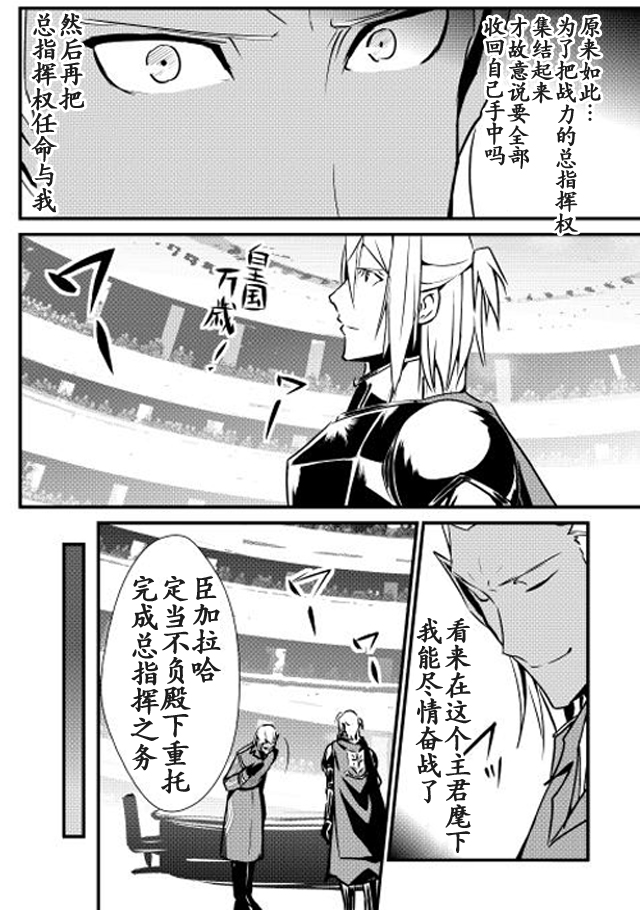 原来如此…
为了把战力的总指挥权
集结起来
才故意说要全部
收回自己手中吗
然后再把
总指挥权任命与我
皇国
万岁！
看来在这个主君麾下
我能尽情奋战了
臣加拉哈
定当不负殿下重托
完成总指挥之务